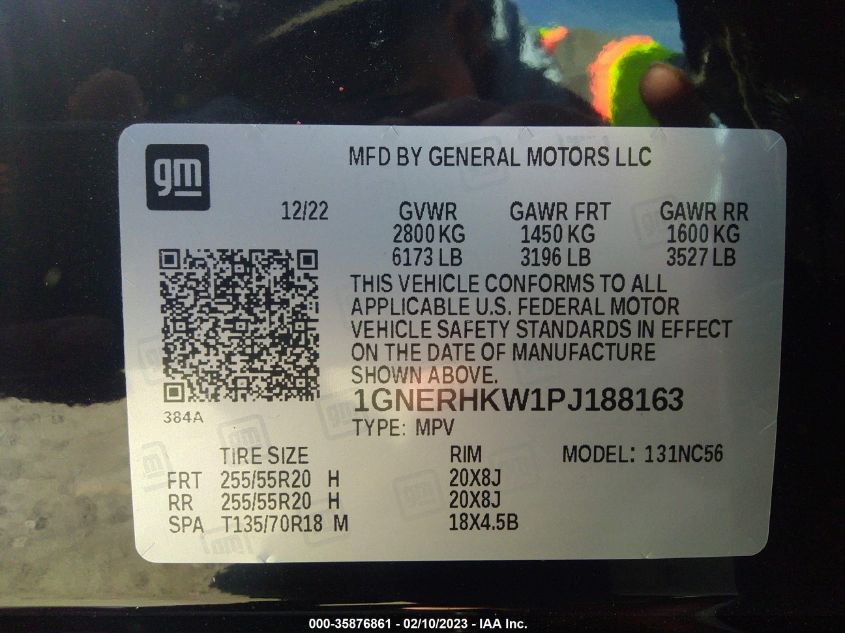 gm
MFD BY GENERAL MOTORS LLC
12/22 GVWR GAWR FRT GAWR RR
2800 KG 1450 KG 1600 KG
6173 LB 3196 LB 3527 LB
THIS VEHICLE CONFORMS TO ALL
APPLICABLE U.S. FEDERAL MOTOR
VEHICLE SAFETY STANDARDS IN EFFECT
ON THE DATE OF MANUFACTURE
SHOWN ABOVE.
1GNERHKW1PJ188163
384A
TYPE: MPV
TIRE SIZE RIM MODEL: 131NC56
FRT 255/55R20 H 20X8J
RR 255/55R20 H 20X8J
SPA T135/70R18 M 18X4.5B
000-35876861 - 02/10/2023 - IAA Inc.